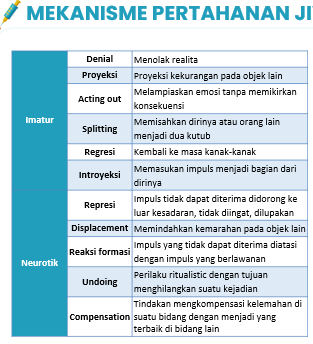 MEKANISME PERTAHANAN JI
Imatur
Denial
Menolak realita
Proyeksi
Proyeksi kekurangan pada objek lain
Acting out
Melampiaskan emosi tanpa memikirkan
konsekuensi
Splitting
Memisahkan dirinya atau orang lain
menjadi dua kutub
Regresi
Kembali ke masa kanak-kanak
Introyeksi
Memasukan impuls menjadi bagian dari
dirinya
Neurotik
Represi
Impuls tidak dapat diterima didorong ke
luar kesadaran, tidak diingat, dilupakan
Displacement
Memindahkan kemarahan pada objek lain
Reaksi formasi
Impuls yang tidak dapat diterima diatasi
dengan impuls yang berlawanan
Undoing
Perilaku ritualistic dengan tujuan
menghilangkan suatu kejadian
Compensation
Tindakan mengkompensasi kelemahan di
suatu bidang dengan menjadi yang
terbaik di bidang lain